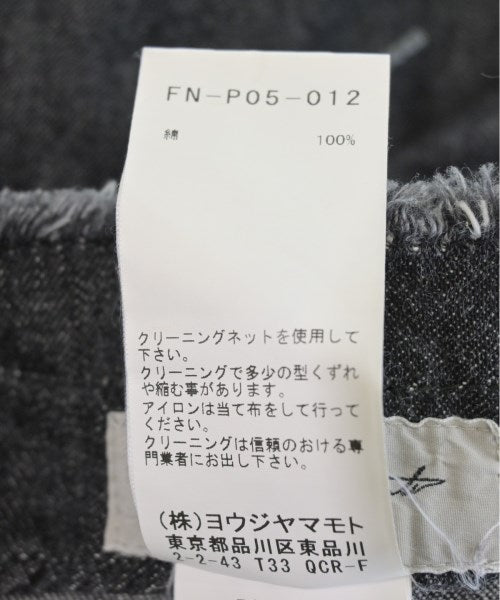 FN-P05-012
綿 100%
クリーニングネットを使用して
下さい。
クリーニングで多少の型くずれ
や縮む事があります。
アイロンは当て布をして行って
ください。
クリーニングは信頼のおける専
門業者にお出し下さい。
(株)ヨウジヤマモト
東京都品川区東品川
2-2-43 T33 QCR-F